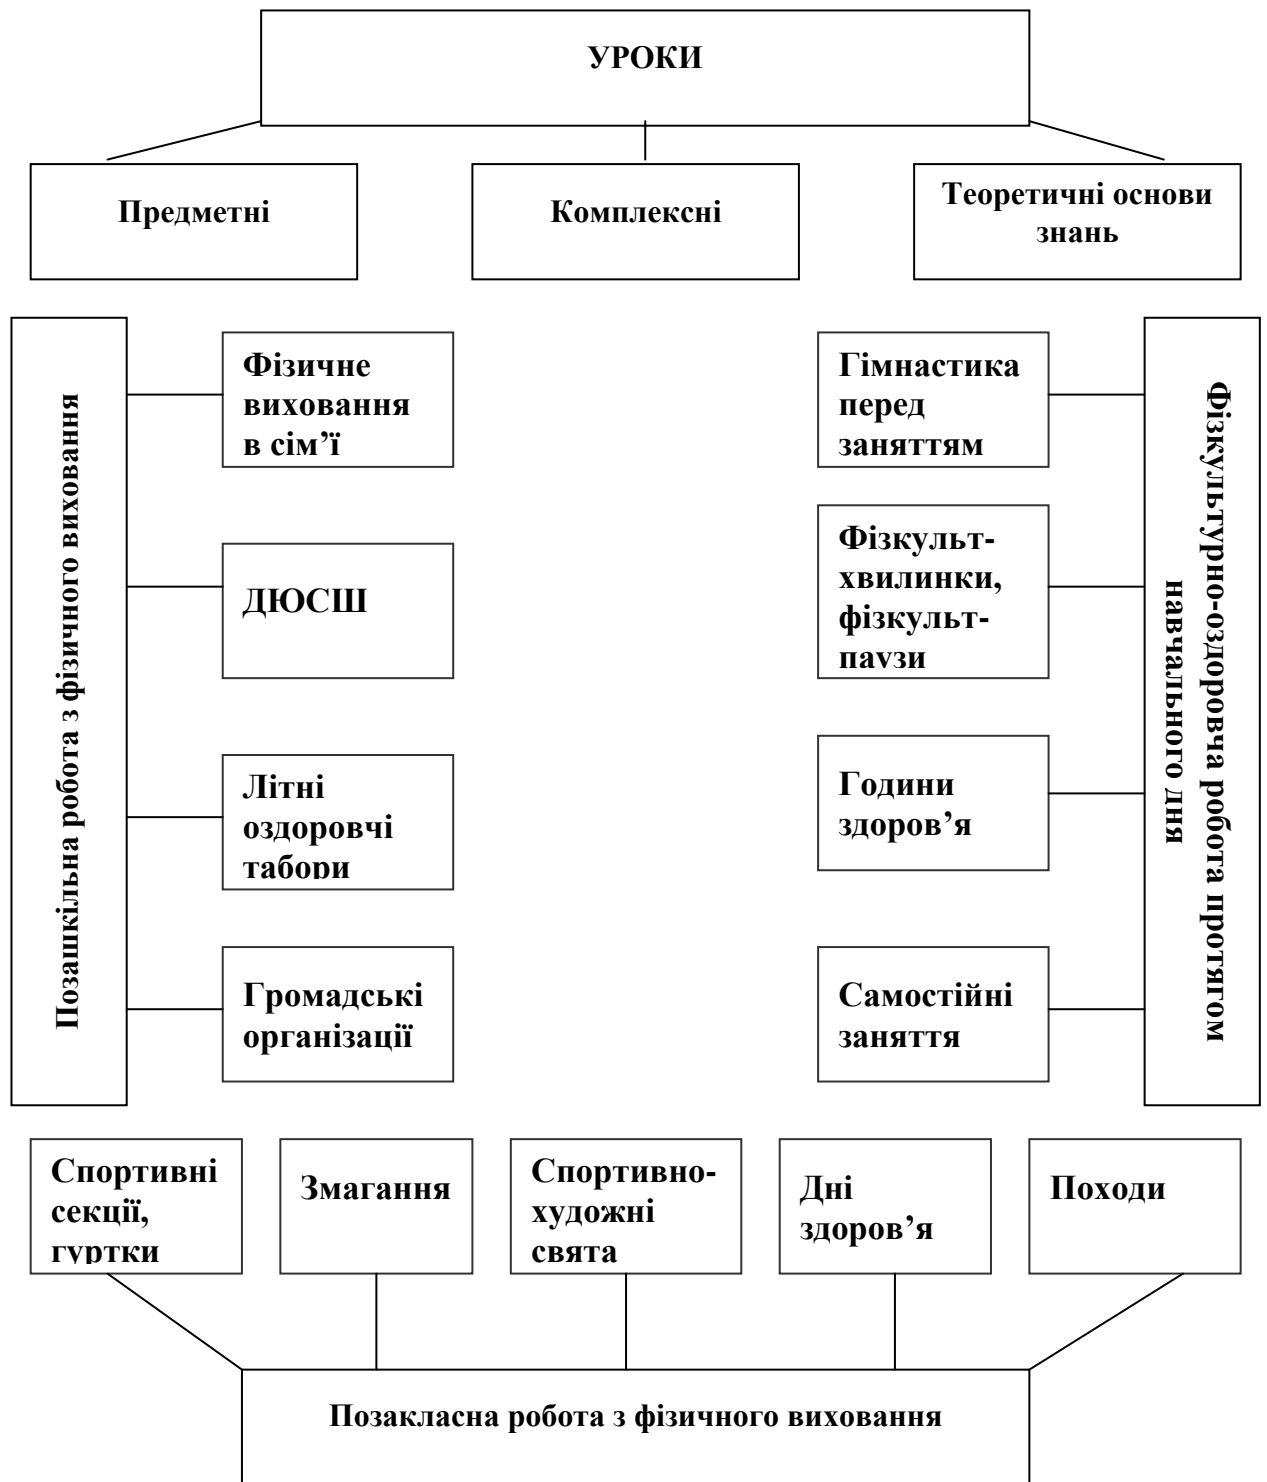 УРОКИ
Предметні
Комплексні
Теоретичні основи
знань
Позашкільна робота з фізичного виховання
Фізичне
виховання
в сім’ї
ДЮСШ
Літні
оздоровчі
табори
Громадські
організації
Гімнастика
перед
заняттям
Фізкульт-
хвилинки,
фізкульт-
паузи
Години
здоров’я
Самостійні
заняття
Фізкультурно-оздоровча робота протягом
навчального дня
Спортивні
секції,
гуртки
Змагання
Спортивно-
художні
свята
Дні
здоров’я
Походи
Позакласна робота з фізичного виховання